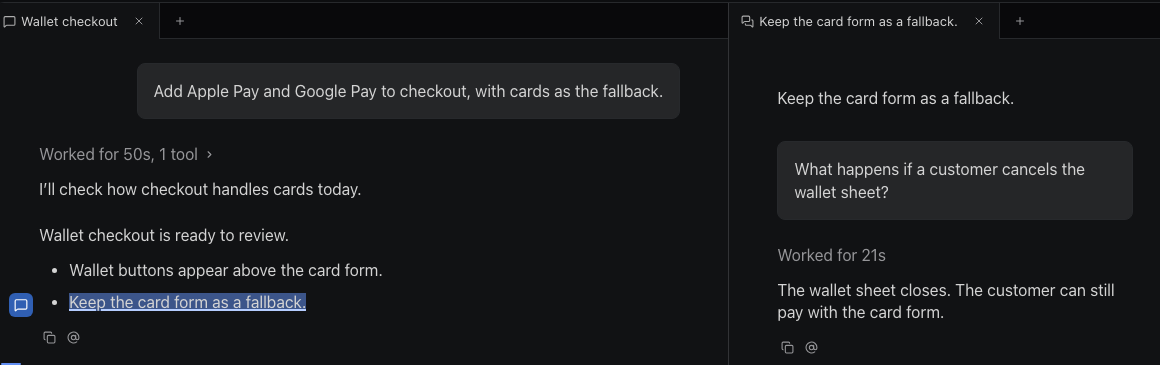 Wallet checkout
Add Apple Pay and Google Pay to checkout, with cards as the fallback.
Worked for 50s, 1 tool
I’ll check how checkout handles cards today.
Wallet checkout is ready to review.
• Wallet buttons appear above the card form.
• Keep the card form as a fallback.
Keep the card form as a fallback.
Keep the card form as a fallback.
What happens if a customer cancels the
wallet sheet?
Worked for 21s
The wallet sheet closes. The customer can still
pay with the card form.